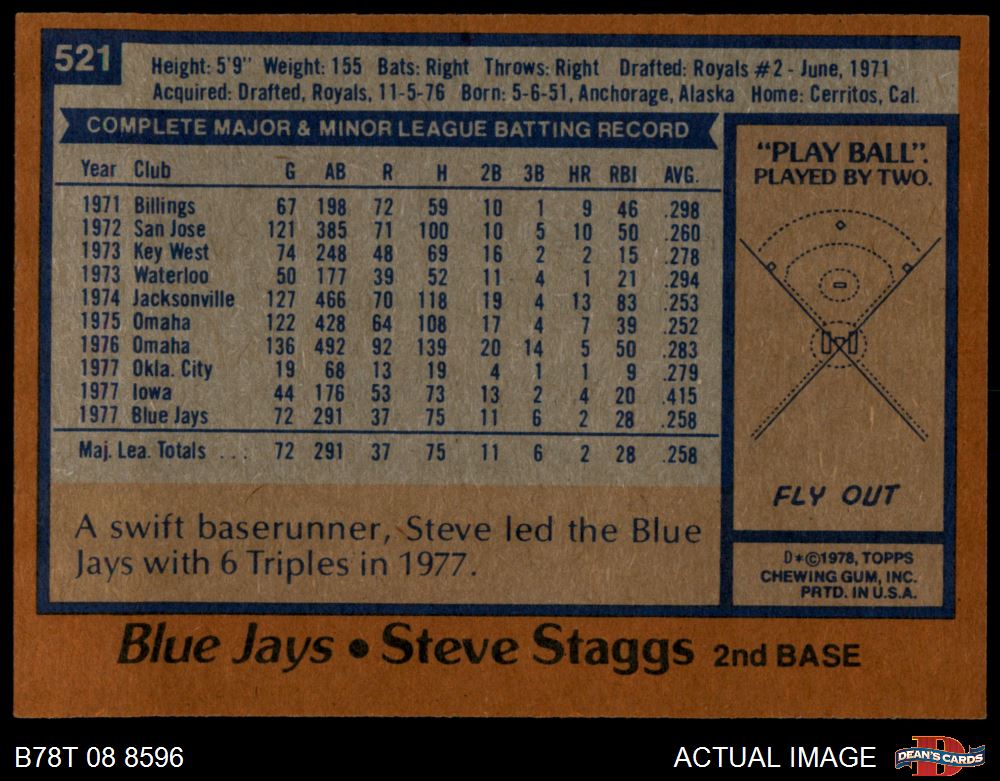 521
Height: 5'9" Weight: 155 Bats: Right Throws: Right Drafted: Royals #2 - June, 1971
Acquired: Drafted, Royals, 11-5-76 Born: 5-6-51, Anchorage, Alaska Home: Cerritos, Cal.
COMPLETE MAJOR & MINOR LEAGUE BATTING RECORD
Year Club G AB R H 2B 3B HR RBI AVG.
1971 Billings 67 198 72 59 10 1 9 46 .298
1972 San Jose 121 385 71 100 10 5 10 50 .260
1973 Key West 74 248 48 69 16 2 2 15 .278
1973 Waterloo 50 177 39 52 11 4 1 21 .294
1974 Jacksonville 127 466 70 118 19 4 13 83 .253
1975 Omaha 122 428 64 108 17 4 7 39 .252
1976 Omaha 136 492 92 139 20 14 5 50 .283
1977 Okla. City 19 68 13 19 4 1 1 9 .279
1977 Iowa 44 176 53 73 13 2 4 20 .415
1977 Blue Jays 72 291 37 75 11 6 2 28 .258
Maj. Lea. Totals ... 72 291 37 75 11 6 2 28 .258
A swift baserunner, Steve led the Blue
Jays with 6 Triples in 1977.
"PLAY BALL".
PLAYED BY TWO.
FLY OUT
D*©1978, TOPPS
CHEWING GUM, INC.
PRTD. IN U.S.A.
Blue Jays • Steve Staggs 2nd BASE
B78T 08 8596
ACTUAL IMAGE
D
DEAN'S CARDS